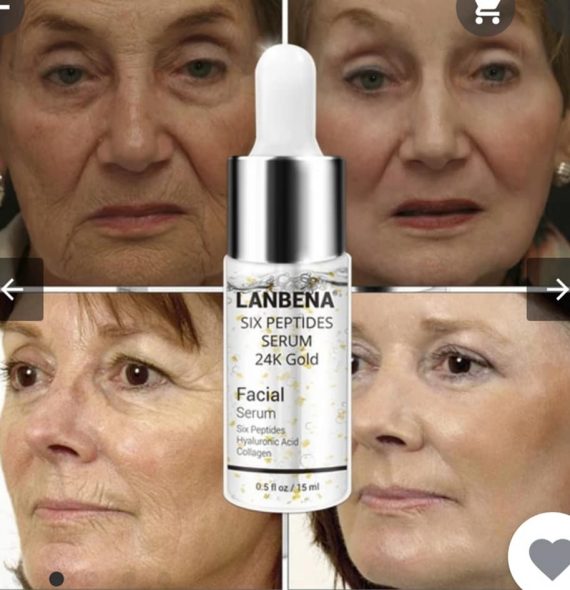 LANBENA
SIX PEPTIDES
SERUM
24K Gold
Facial
Serum
Six Peptides
Hyaluronic Acid
Collagen
0.5 fl oz / 15 ml